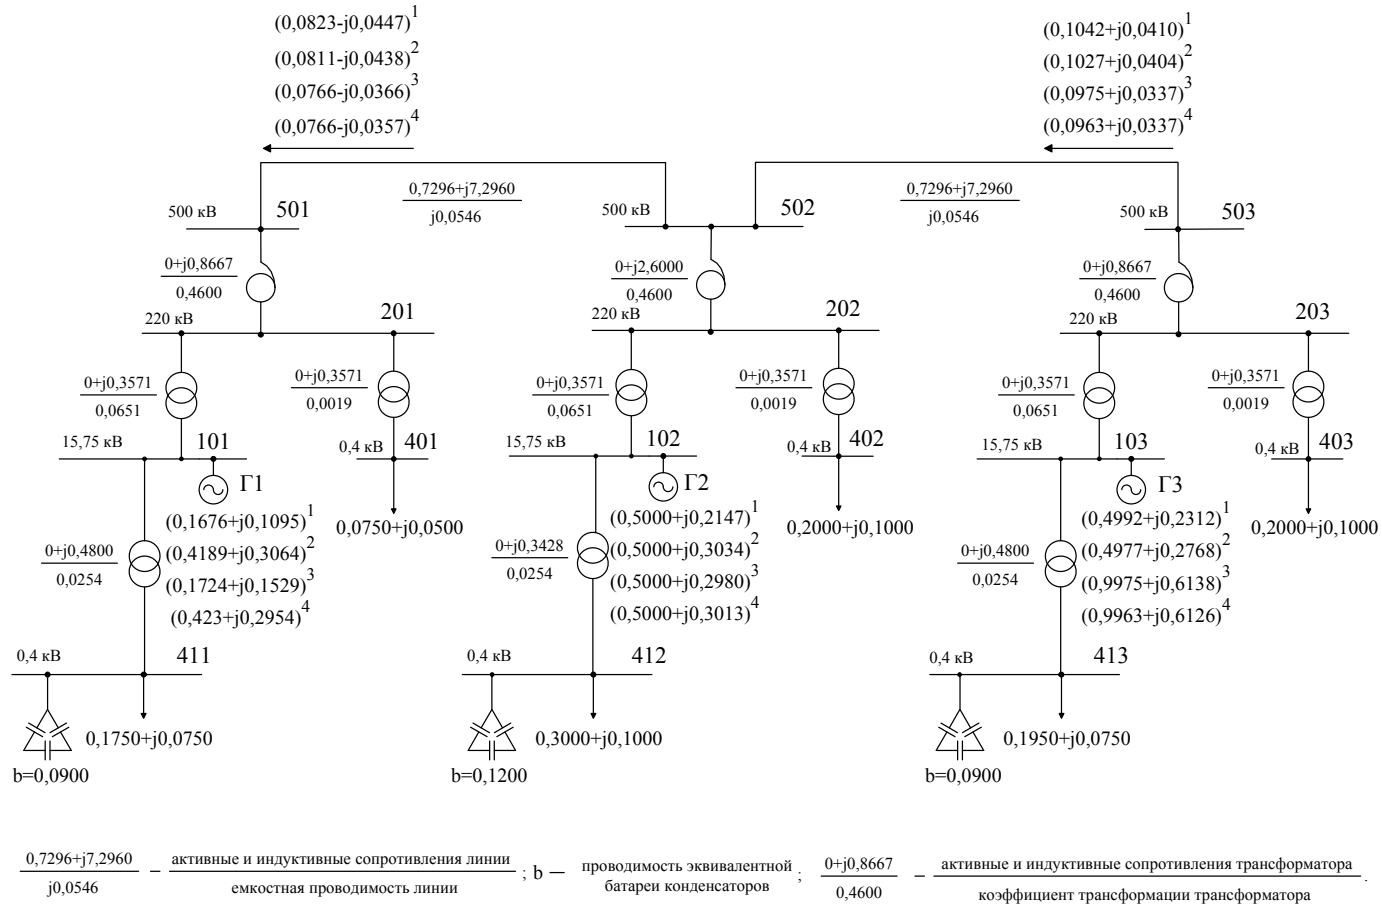 (0,0823-j0,0447)¹
(0,0811-j0,0438)²
(0,0766-j0,0366)³
(0,0766-j0,0357)⁴
(0,1042+j0,0410)¹
(0,1027+j0,0404)²
(0,0975+j0,0337)³
(0,0963+j0,0337)⁴
0,7296+j7,2960
j0,0546
0,7296+j7,2960
j0,0546
500 кВ 501
500 кВ 502
500 кВ 503
0+j0,8667
0,4600
0+j2,6000
0,4600
0+j0,8667
0,4600
220 кВ 201
220 кВ 202
220 кВ 203
0+j0,3571
0,0651
0+j0,3571
0,0019
0+j0,3571
0,0651
0+j0,3571
0,0019
0+j0,3571
0,0651
0+j0,3571
0,0019
15,75 кВ 101
0,4 кВ 401
15,75 кВ 102
0,4 кВ 402
15,75 кВ 103
0,4 кВ 403
Г1
(0,1676+j0,1095)¹
(0,4189+j0,3064)²
(0,1724+j0,1529)³
(0,423+j0,2954)⁴
0,0750+j0,0500
Г2
(0,5000+j0,2147)¹
(0,5000+j0,3034)²
(0,5000+j0,2980)³
(0,5000+j0,3013)⁴
0,2000+j0,1000
Г3
(0,4992+j0,2312)¹
(0,4977+j0,2768)²
(0,9975+j0,6138)³
(0,9963+j0,6126)⁴
0,2000+j0,1000
0+j0,4800
0,0254
0+j0,3428
0,0254
0+j0,4800
0,0254
0,4 кВ 411
0,4 кВ 412
0,4 кВ 413
0,1750+j0,0750
b=0,0900
0,3000+j0,1000
b=0,1200
0,1950+j0,0750
b=0,0900
0,7296+j7,2960
j0,0546
– активные и индуктивные сопротивления линии
емкостная проводимость линии
; b – проводимость эквивалентной
батареи конденсаторов
; 0+j0,8667
0,4600
– активные и индуктивные сопротивления трансформатора
коэффициент трансформации трансформатора
.